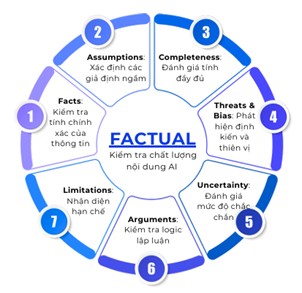 FACTUAL
Kiểm tra chất lượng
nội dung AI
1
Facts: Kiểm
tra tính chính
xác của
thông tin
2
Assumptions:
Xác định các
giả định ngầm
3
Completeness:
Đánh giá tính
đầy đủ
4
Threats &
Bias: Phát
hiện định
kiến và
thiên vị
5
Uncertainty:
Đánh giá
mức độ chắc
chắn
6
Arguments:
Kiểm tra logic
lập luận
7
Limitations:
Nhận diện
hạn chế